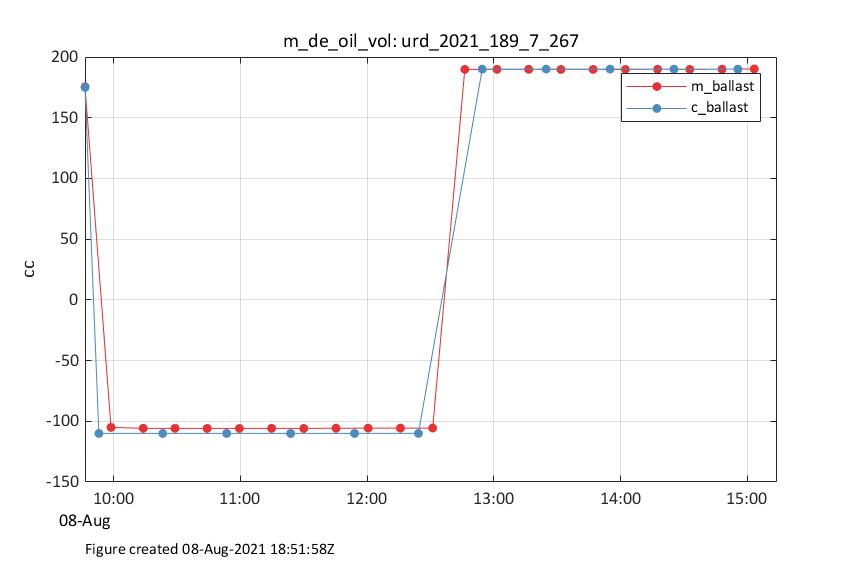 m_de_oil_vol: urd_2021_189_7_267
200
150
100
50
0
-50
-100
-150
cc
m_ballast
c_ballast
10:00 11:00 12:00 13:00 14:00 15:00
08-Aug
Figure created 08-Aug-2021 18:51:58Z